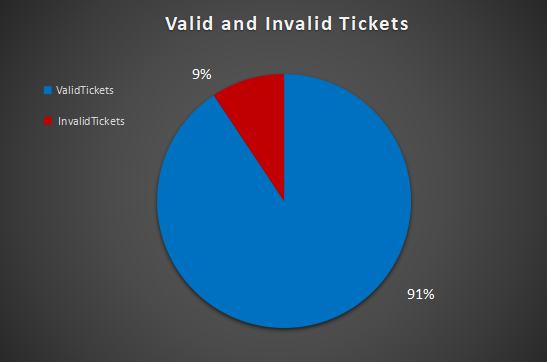 Valid and Invalid Tickets
9%
ValidTickets
InvalidTickets
91%